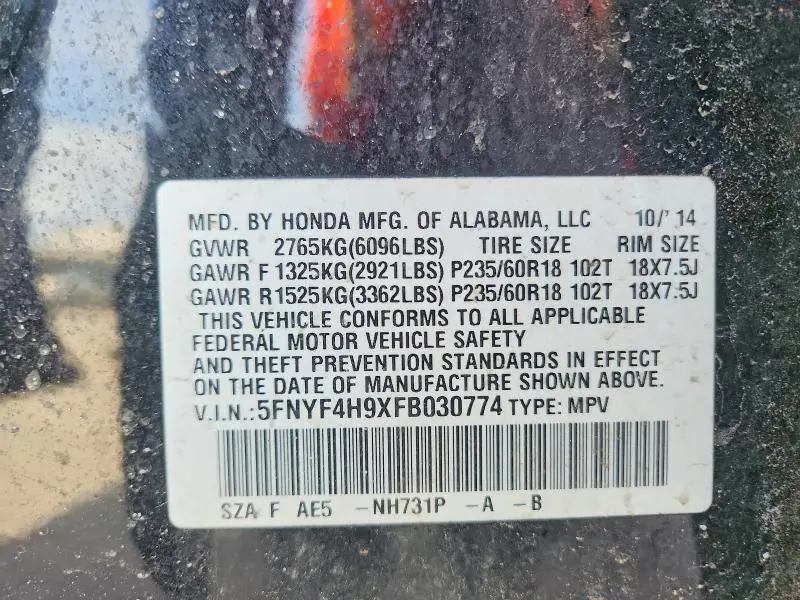 MFD. BY HONDA MFG. OF ALABAMA, LLC 10/'14
GVWR 2765KG(6096LBS) TIRE SIZE RIM SIZE
GAWR F 1325KG(2921LBS) P235/60R18 102T 18X7.5J
GAWR R1525KG(3362LBS) P235/60R18 102T 18X7.5J
THIS VEHICLE CONFORMS TO ALL APPLICABLE
FEDERAL MOTOR VEHICLE SAFETY
AND THEFT PREVENTION STANDARDS IN EFFECT
ON THE DATE OF MANUFACTURE SHOWN ABOVE.
V.I.N.:5FNYF4H9XFB030774 TYPE: MPV
SZA F AE5 -NH731P -A -B